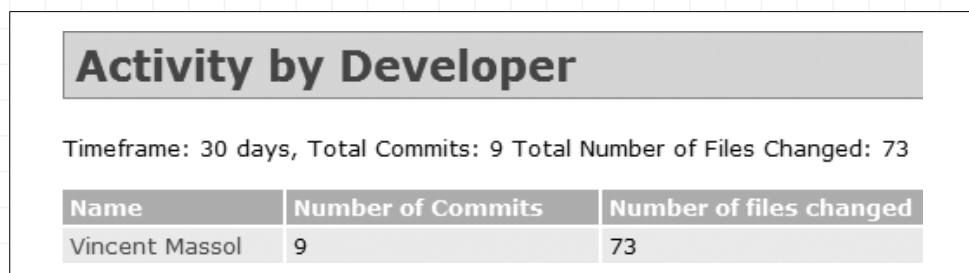 Activity by Developer
Timeframe: 30 days, Total Commits: 9 Total Number of Files Changed: 73
Name Number of Commits Number of files changed
Vincent Massol 9 73